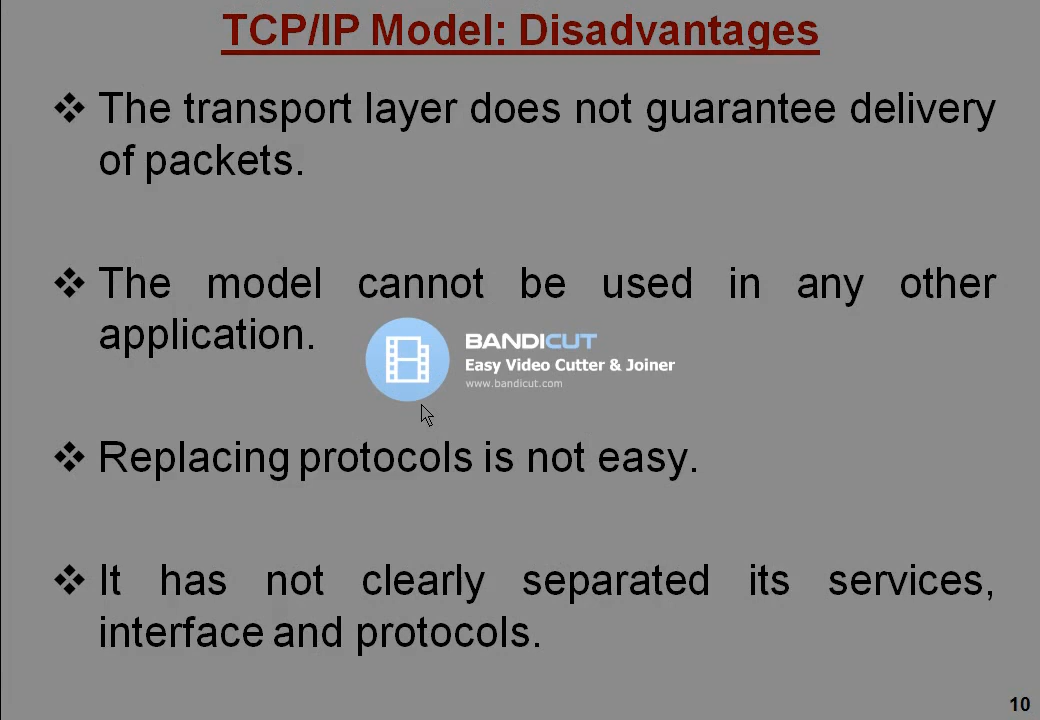 TCP/IP Model: Disadvantages
❖ The transport layer does not guarantee delivery
of packets.
❖ The model cannot be used in any other
application.
BANDICUT
Easy Video Cutter & Joiner
www.bandicut.com
❖ Replacing protocols is not easy.
❖ It has not clearly separated its services,
interface and protocols.
10